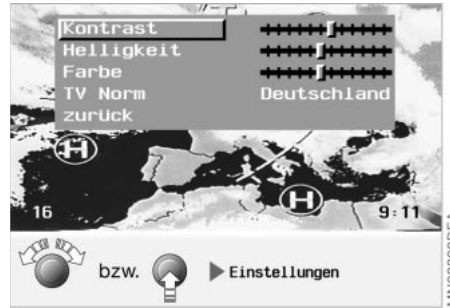 Kontrast
Helligkeit
Farbe
TV Norm Deutschland
zurück
H
H
16 9:11
bzw. Einstellungen